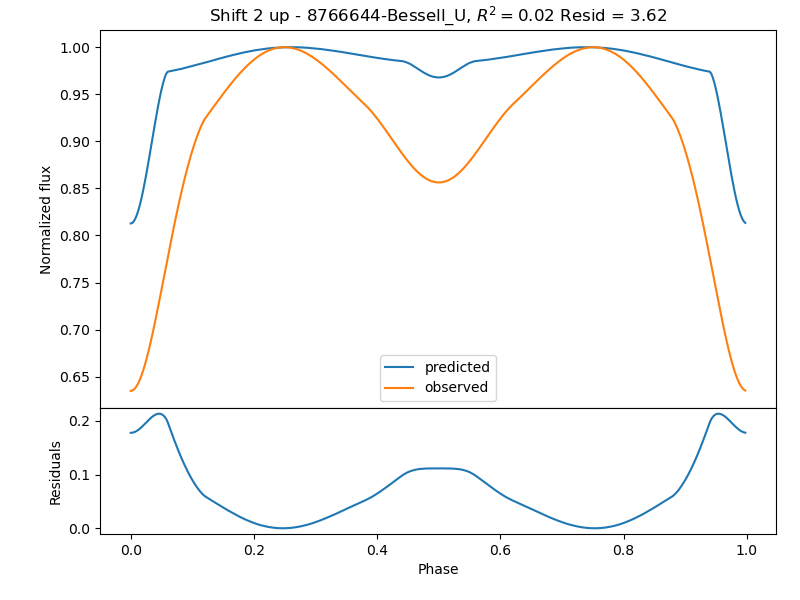 Shift 2 up - 8766644-Bessell_U, R² = 0.02 Resid = 3.62
Normalized flux
1.00
0.95
0.90
0.85
0.80
0.75
0.70
0.65
predicted
observed
Residuals
0.2
0.1
0.0
0.0 0.2 0.4 0.6 0.8 1.0
Phase